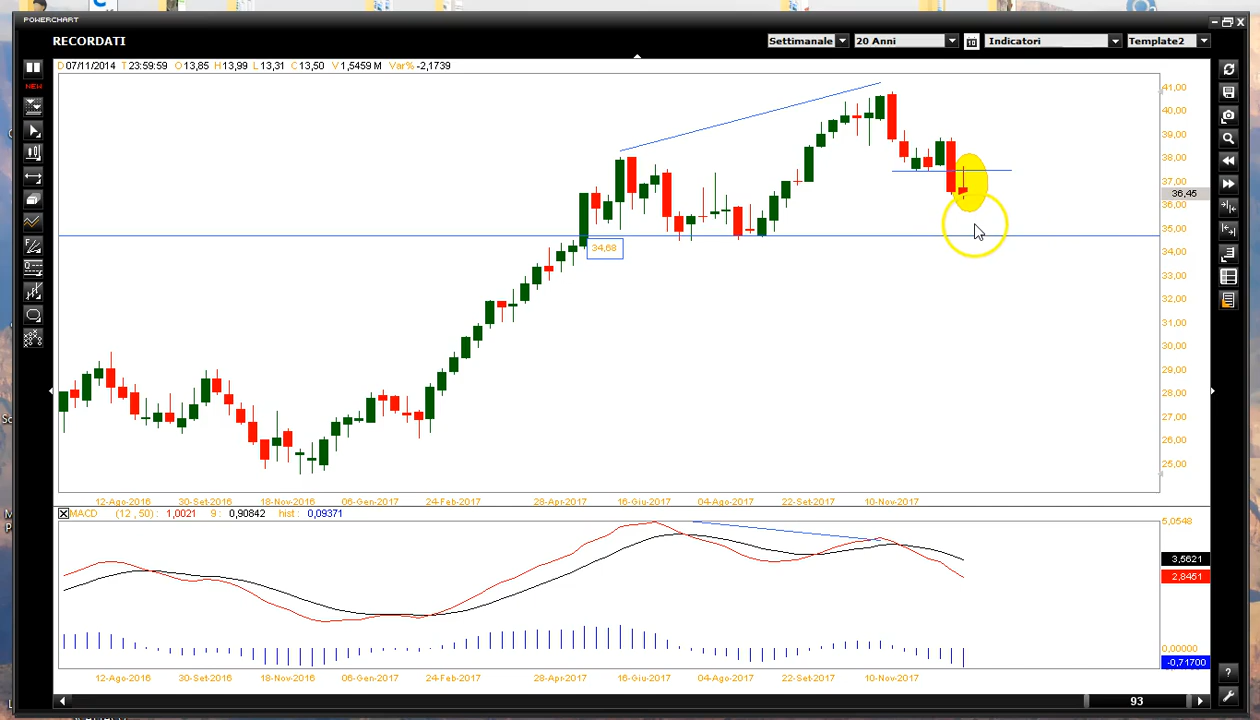 POWERCHART
RECORDATI
Settimanale
20 Anni
10
Indicatori
Template2
NEW
D 07/11/2014 T 23:59:59 O 13,85 H 13,99 L 13,31 C 13,50 V 1,5459 M Var% -2,1739
41,00
40,00
39,00
38,00
37,00
36,45
36,00
35,00
34,68
34,00
33,00
32,00
31,00
30,00
29,00
28,00
27,00
26,00
25,00
12-Ago-2016 30-Set-2016 18-Nov-2016 06-Gen-2017 24-Feb-2017 28-Apr-2017 16-Giu-2017 04-Ago-2017 22-Set-2017 10-Nov-2017
MACD (12 , 50) : 1,0021 9 : 0,90842 hist : 0,09371
5,0548
3,5621
2,8451
0,00000
-0,71700
12-Ago-2016 30-Set-2016 18-Nov-2016 06-Gen-2017 24-Feb-2017 28-Apr-2017 16-Giu-2017 04-Ago-2017 22-Set-2017 10-Nov-2017
93
?